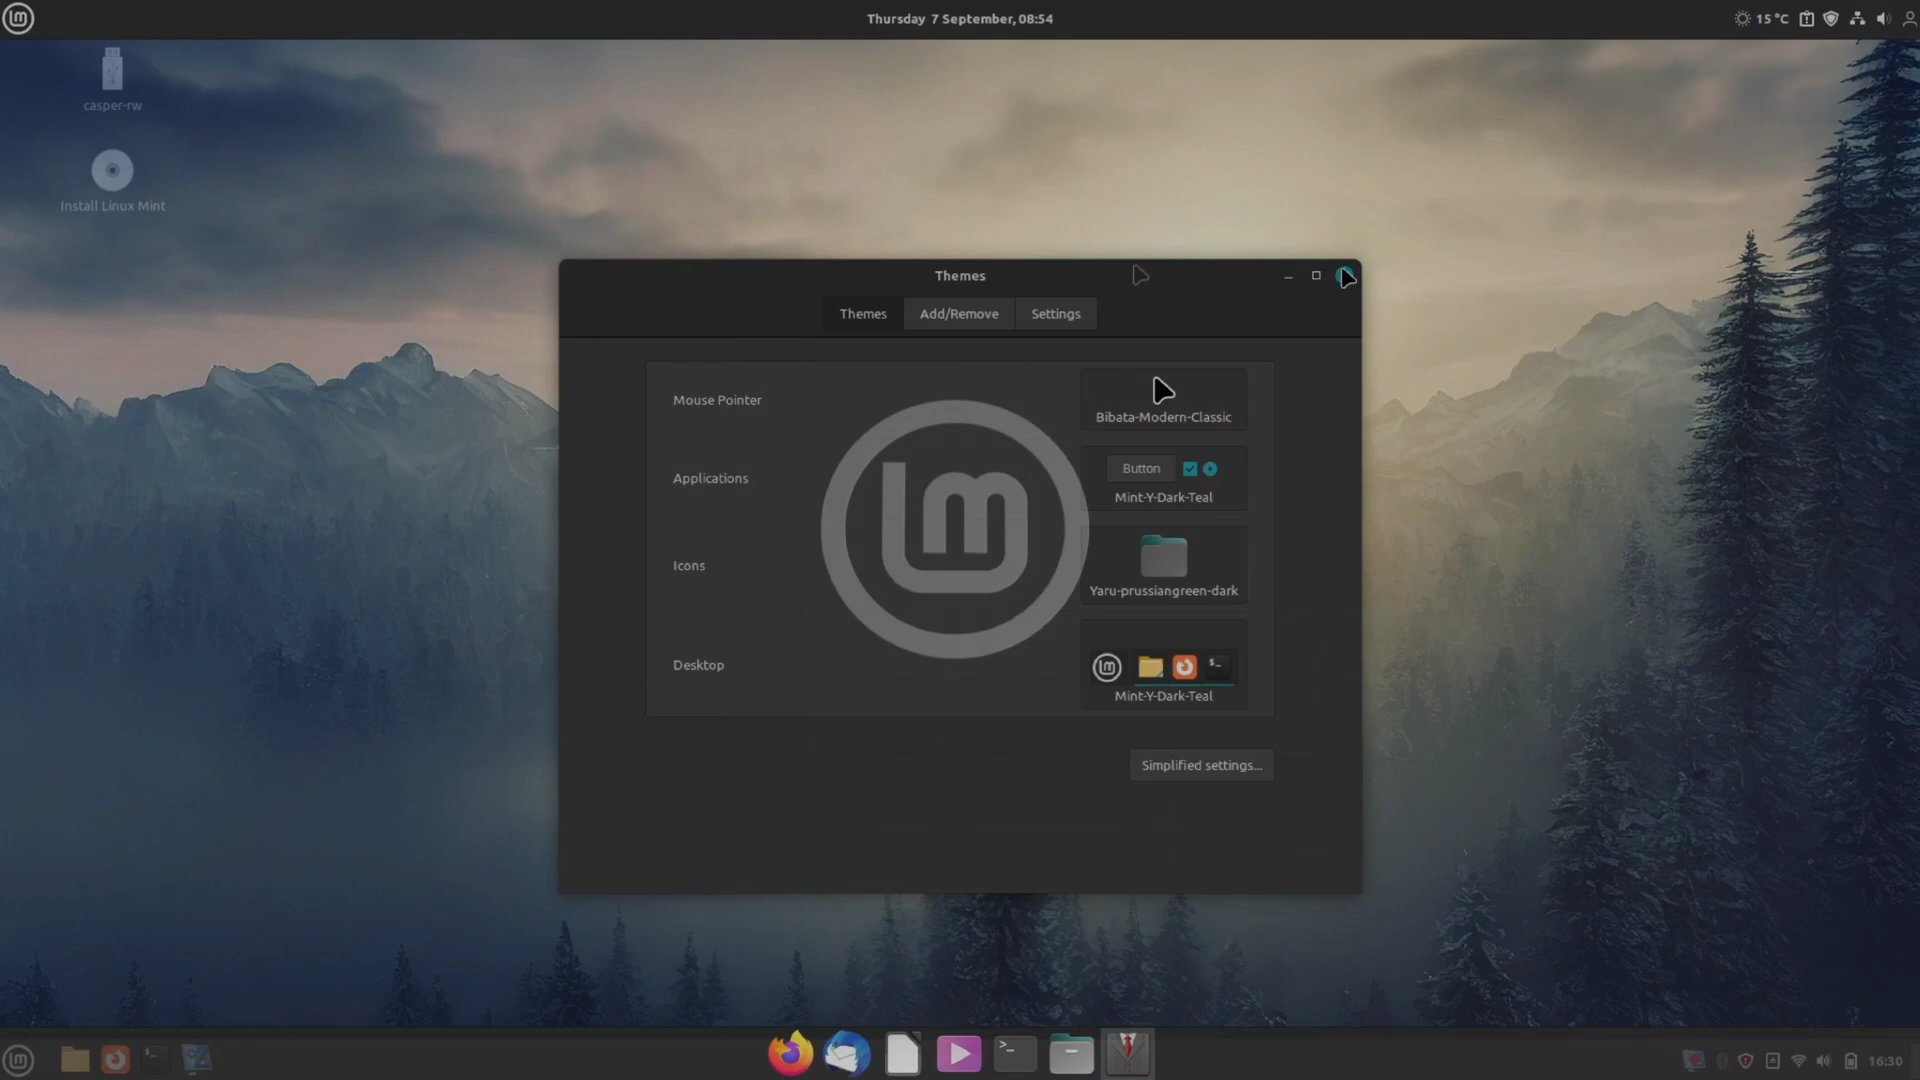 Thursday 7 September, 08:54
15 °C
casper-rw
Install Linux Mint
Themes
Themes
Add/Remove
Settings
Mouse Pointer
Bibata-Modern-Classic
Applications
Button
Mint-Y-Dark-Teal
Icons
Yaru-prussiangreen-dark
Desktop
$_
Mint-Y-Dark-Teal
Simplified settings...
$_
>_
16:30